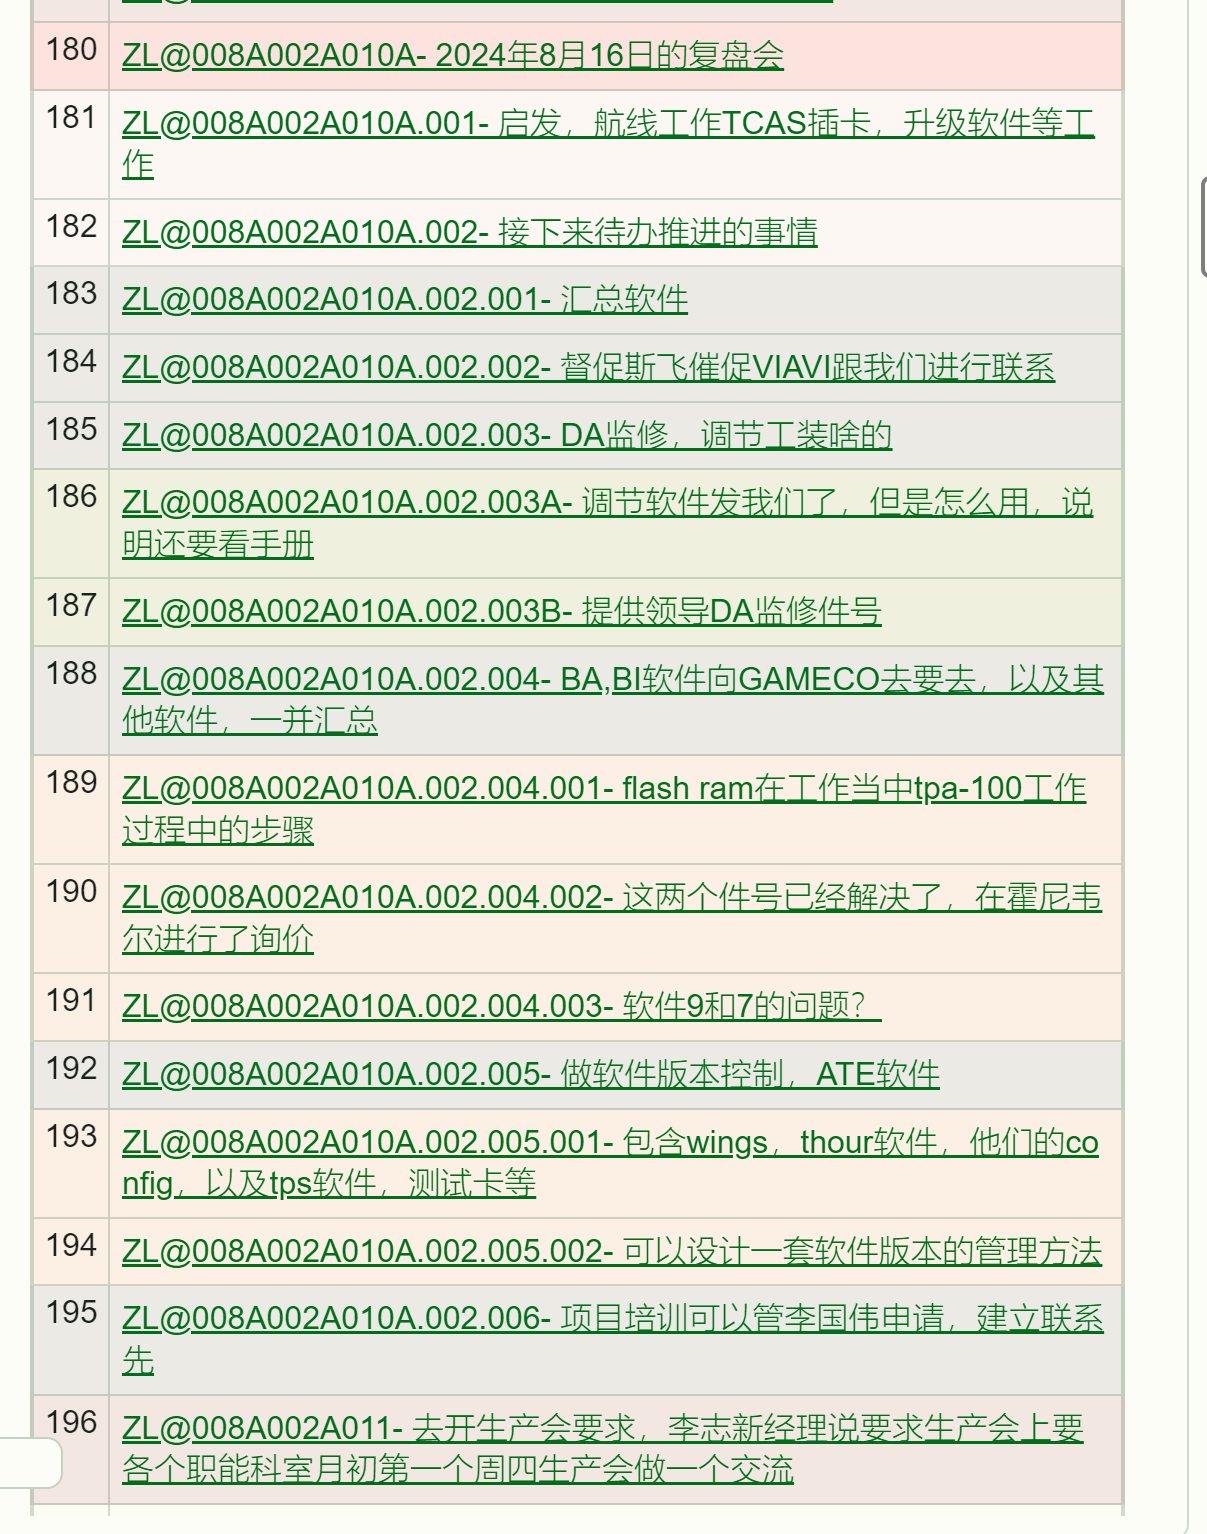 180 ZL@008A002A010A- 2024年8月16日的复盘会
181 ZL@008A002A010A.001- 启发，航线工作TCAS插卡，升级软件等工
作
182 ZL@008A002A010A.002- 接下来待办推进的事情
183 ZL@008A002A010A.002.001- 汇总软件
184 ZL@008A002A010A.002.002- 督促斯飞催促VIAVI跟我们进行联系
185 ZL@008A002A010A.002.003- DA监修，调节工装啥的
186 ZL@008A002A010A.002.003A- 调节软件发我们了，但是怎么用，说
明还要看手册
187 ZL@008A002A010A.002.003B- 提供领导DA监修件号
188 ZL@008A002A010A.002.004- BA,BI软件向GAMECO去要去，以及其
他软件，一并汇总
189 ZL@008A002A010A.002.004.001- flash ram在工作当中tpa-100工作
过程中的步骤
190 ZL@008A002A010A.002.004.002- 这两个件号已经解决了，在霍尼韦
尔进行了询价
191 ZL@008A002A010A.002.004.003- 软件9和7的问题？
192 ZL@008A002A010A.002.005- 做软件版本控制，ATE软件
193 ZL@008A002A010A.002.005.001- 包含wings，thour软件，他们的co
nfig，以及tps软件，测试卡等
194 ZL@008A002A010A.002.005.002- 可以设计一套软件版本的管理方法
195 ZL@008A002A010A.002.006- 项目培训可以管李国伟申请，建立联系
先
196 ZL@008A002A011- 去开生产会要求，李志新经理说要求生产会上要
各个职能科室月初第一个周四生产会做一个交流